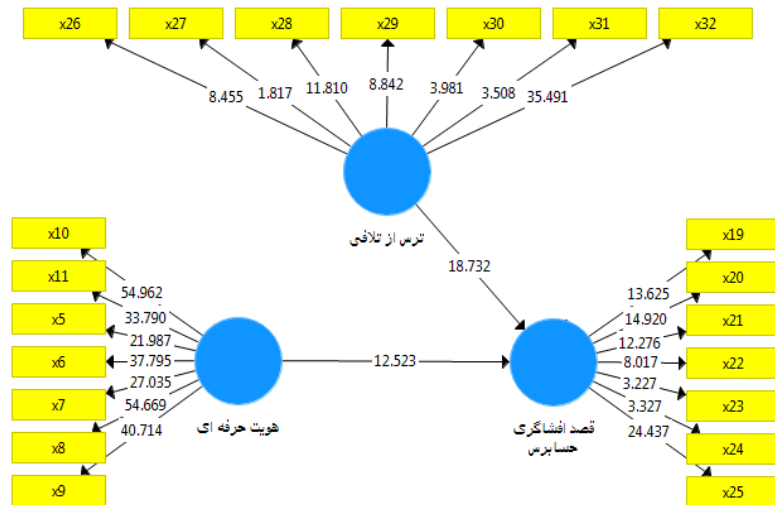 x26 x27 x28 x29 x30 x31 x32
8.455 1.817 11.810 8.842 3.981 3.508 35.491
ترس از تلافی
18.732
x10
x11
x5
x6
x7
x8
x9
54.962
33.790
21.987
37.795
27.035
54.669
40.714
هویت حرفه ای
12.523
13.625
14.920
12.276
8.017
3.227
3.327
24.437
قصد افشاگری
حسابرس
x19
x20
x21
x22
x23
x24
x25